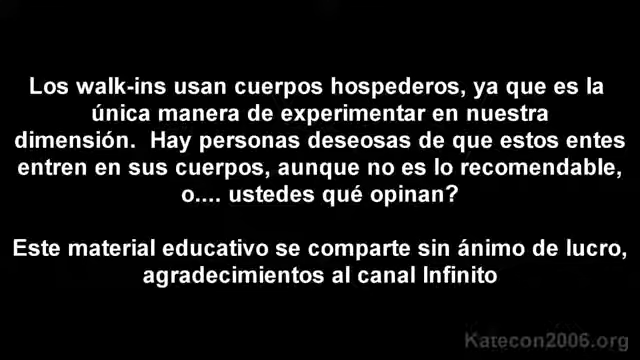 Los walk-ins usan cuerpos hospederos, ya que es la
única manera de experimentar en nuestra
dimensión. Hay personas deseosas de que estos entes
entren en sus cuerpos, aunque no es lo recomendable,
o.... ustedes qué opinan?
Este material educativo se comparte sin ánimo de lucro,
agradecimientos al canal Infinito
Katecon2006.org